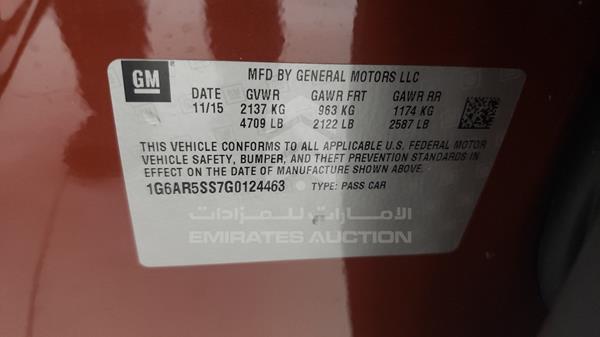 GM
MFD BY GENERAL MOTORS LLC
DATE GVWR GAWR FRT GAWR RR
11/15 2137 KG 963 KG 1174 KG
4709 LB 2122 LB 2587 LB
THIS VEHICLE CONFORMS TO ALL APPLICABLE U.S. FEDERAL MOTOR
VEHICLE SAFETY, BUMPER, AND THEFT PREVENTION STANDARDS IN
EFFECT ON THE DATE OF MANUFACTURE SHOWN ABOVE.
1G6AR5SS7G0124463 TYPE: PASS CAR
الامارات للمزادات
EMIRATES AUCTION